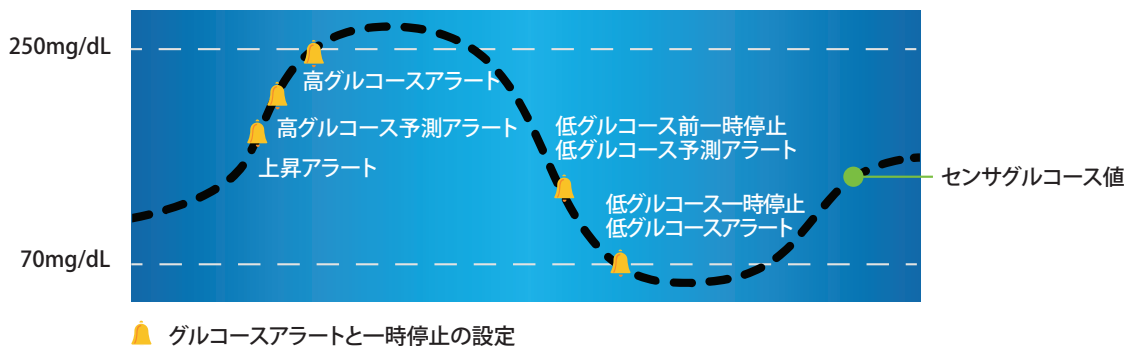 250mg/dL
高グルコースアラート
高グルコース予測アラート
上昇アラート
低グルコース前一時停止
低グルコース予測アラート
センサグルコース値
低グルコース一時停止
低グルコースアラート
70mg/dL
グルコースアラートと一時停止の設定